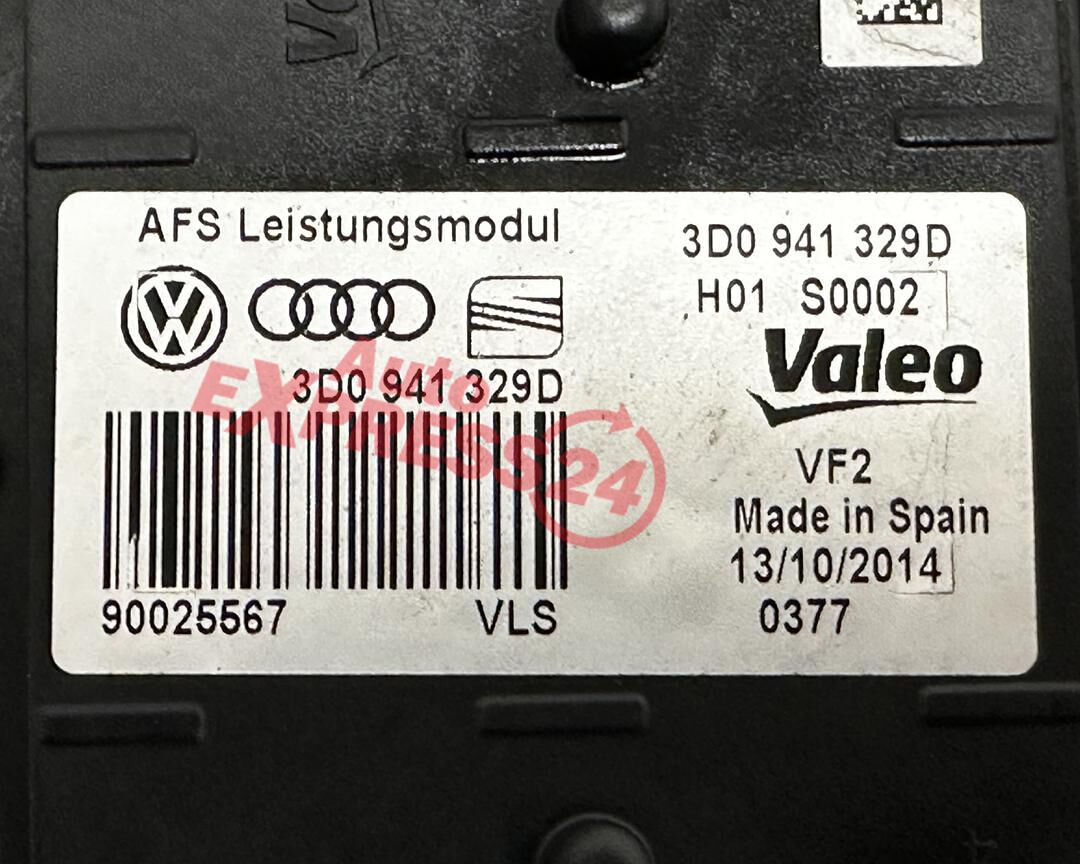 AFS Leistungsmodul
3D0 941 329D
90025567 VLS
3D0 941 329D
H01 S0002
Valeo
VF2
Made in Spain
13/10/2014
0377
Auto
EXPRESS24